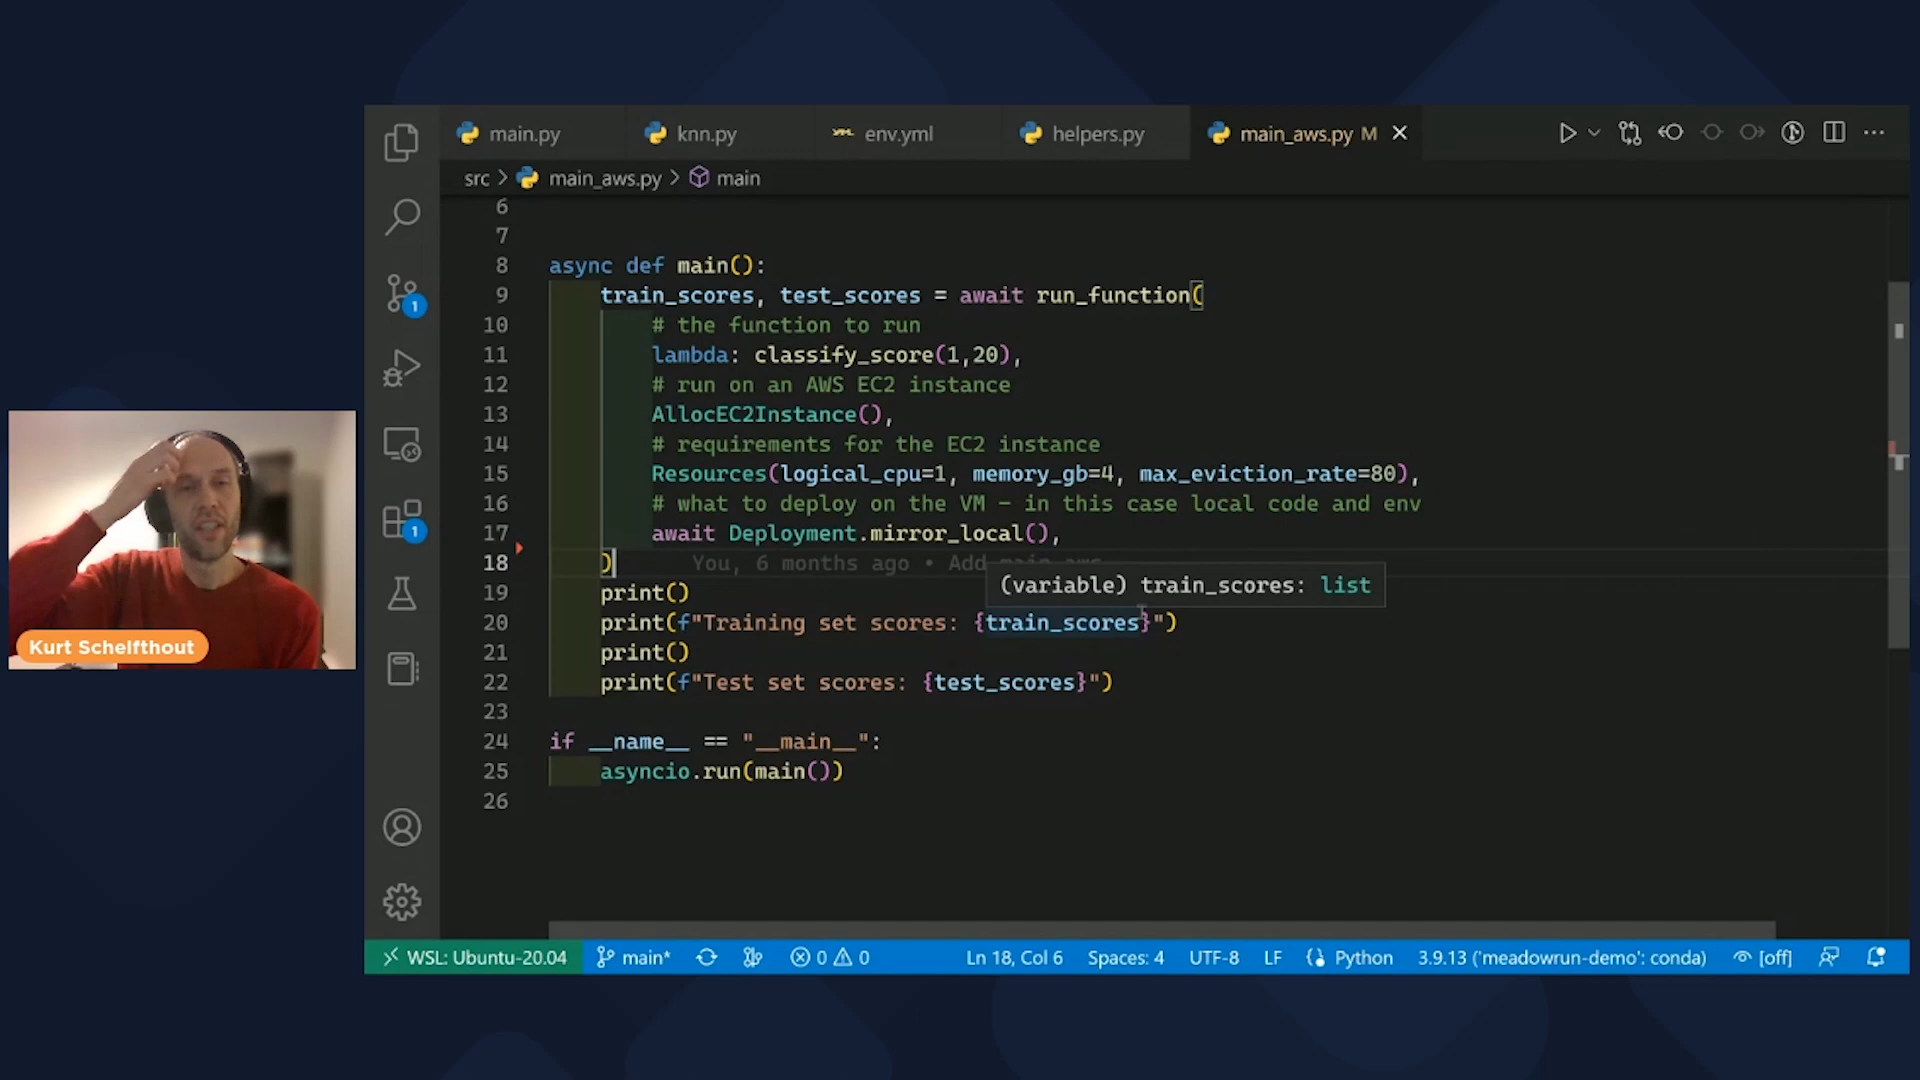 main.py
knn.py
env.yml
helpers.py
main_aws.py M
src > main_aws.py > main
6
7
8 async def main():
9 train_scores, test_scores = await run_function(
10 # the function to run
11 lambda: classify_score(1,20),
12 # run on an AWS EC2 instance
13 AllocEC2Instance(),
14 # requirements for the EC2 instance
15 Resources(logical_cpu=1, memory_gb=4, max_eviction_rate=80),
16 # what to deploy on the VM - in this case local code and env
17 await Deployment.mirror_local(),
18 ) You, 6 months ago • Add main aws
(variable) train_scores: list
19 print()
20 print(f"Training set scores: {train_scores}")
21 print()
22 print(f"Test set scores: {test_scores}")
23
24 if __name__ == "__main__":
25 asyncio.run(main())
26
1
1
Kurt Schelfthout
WSL: Ubuntu-20.04 main* 0 0 Ln 18, Col 6 Spaces: 4 UTF-8 LF Python 3.9.13 ('meadowrun-demo': conda) [off]